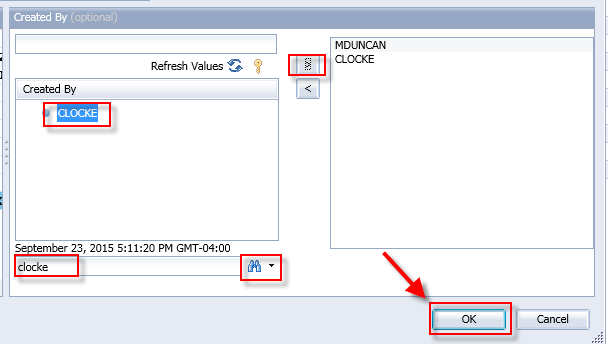 Created By (optional)
Refresh Values
Created By
CLOCKE
September 23, 2015 5:11:20 PM GMT-04:00
clocke
>
<
MDUNCAN
CLOCKE
OK
Cancel